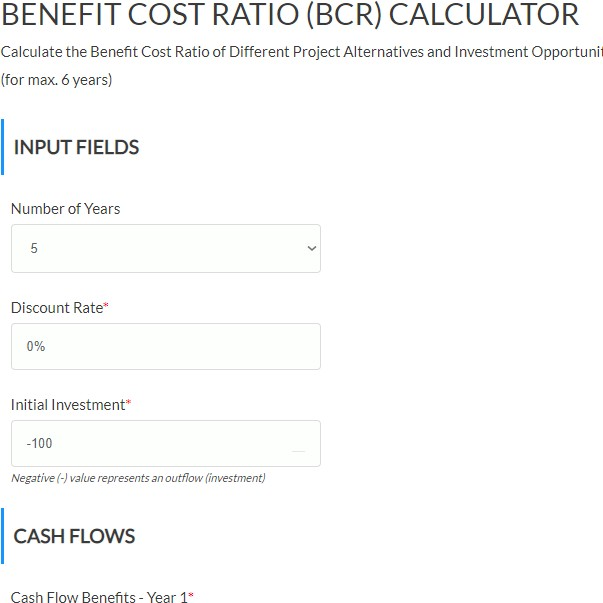 BENEFIT COST RATIO (BCR) CALCULATOR
Calculate the Benefit Cost Ratio of Different Project Alternatives and Investment
(for max. 6 years)
INPUT FIELDS
Number of Years
5
Discount Rate*
0%
Initial Investment*
-100
Negative (-) value represents an outflow (investment)
CASH FLOWS
Cash Flow Benefits - Year 1*